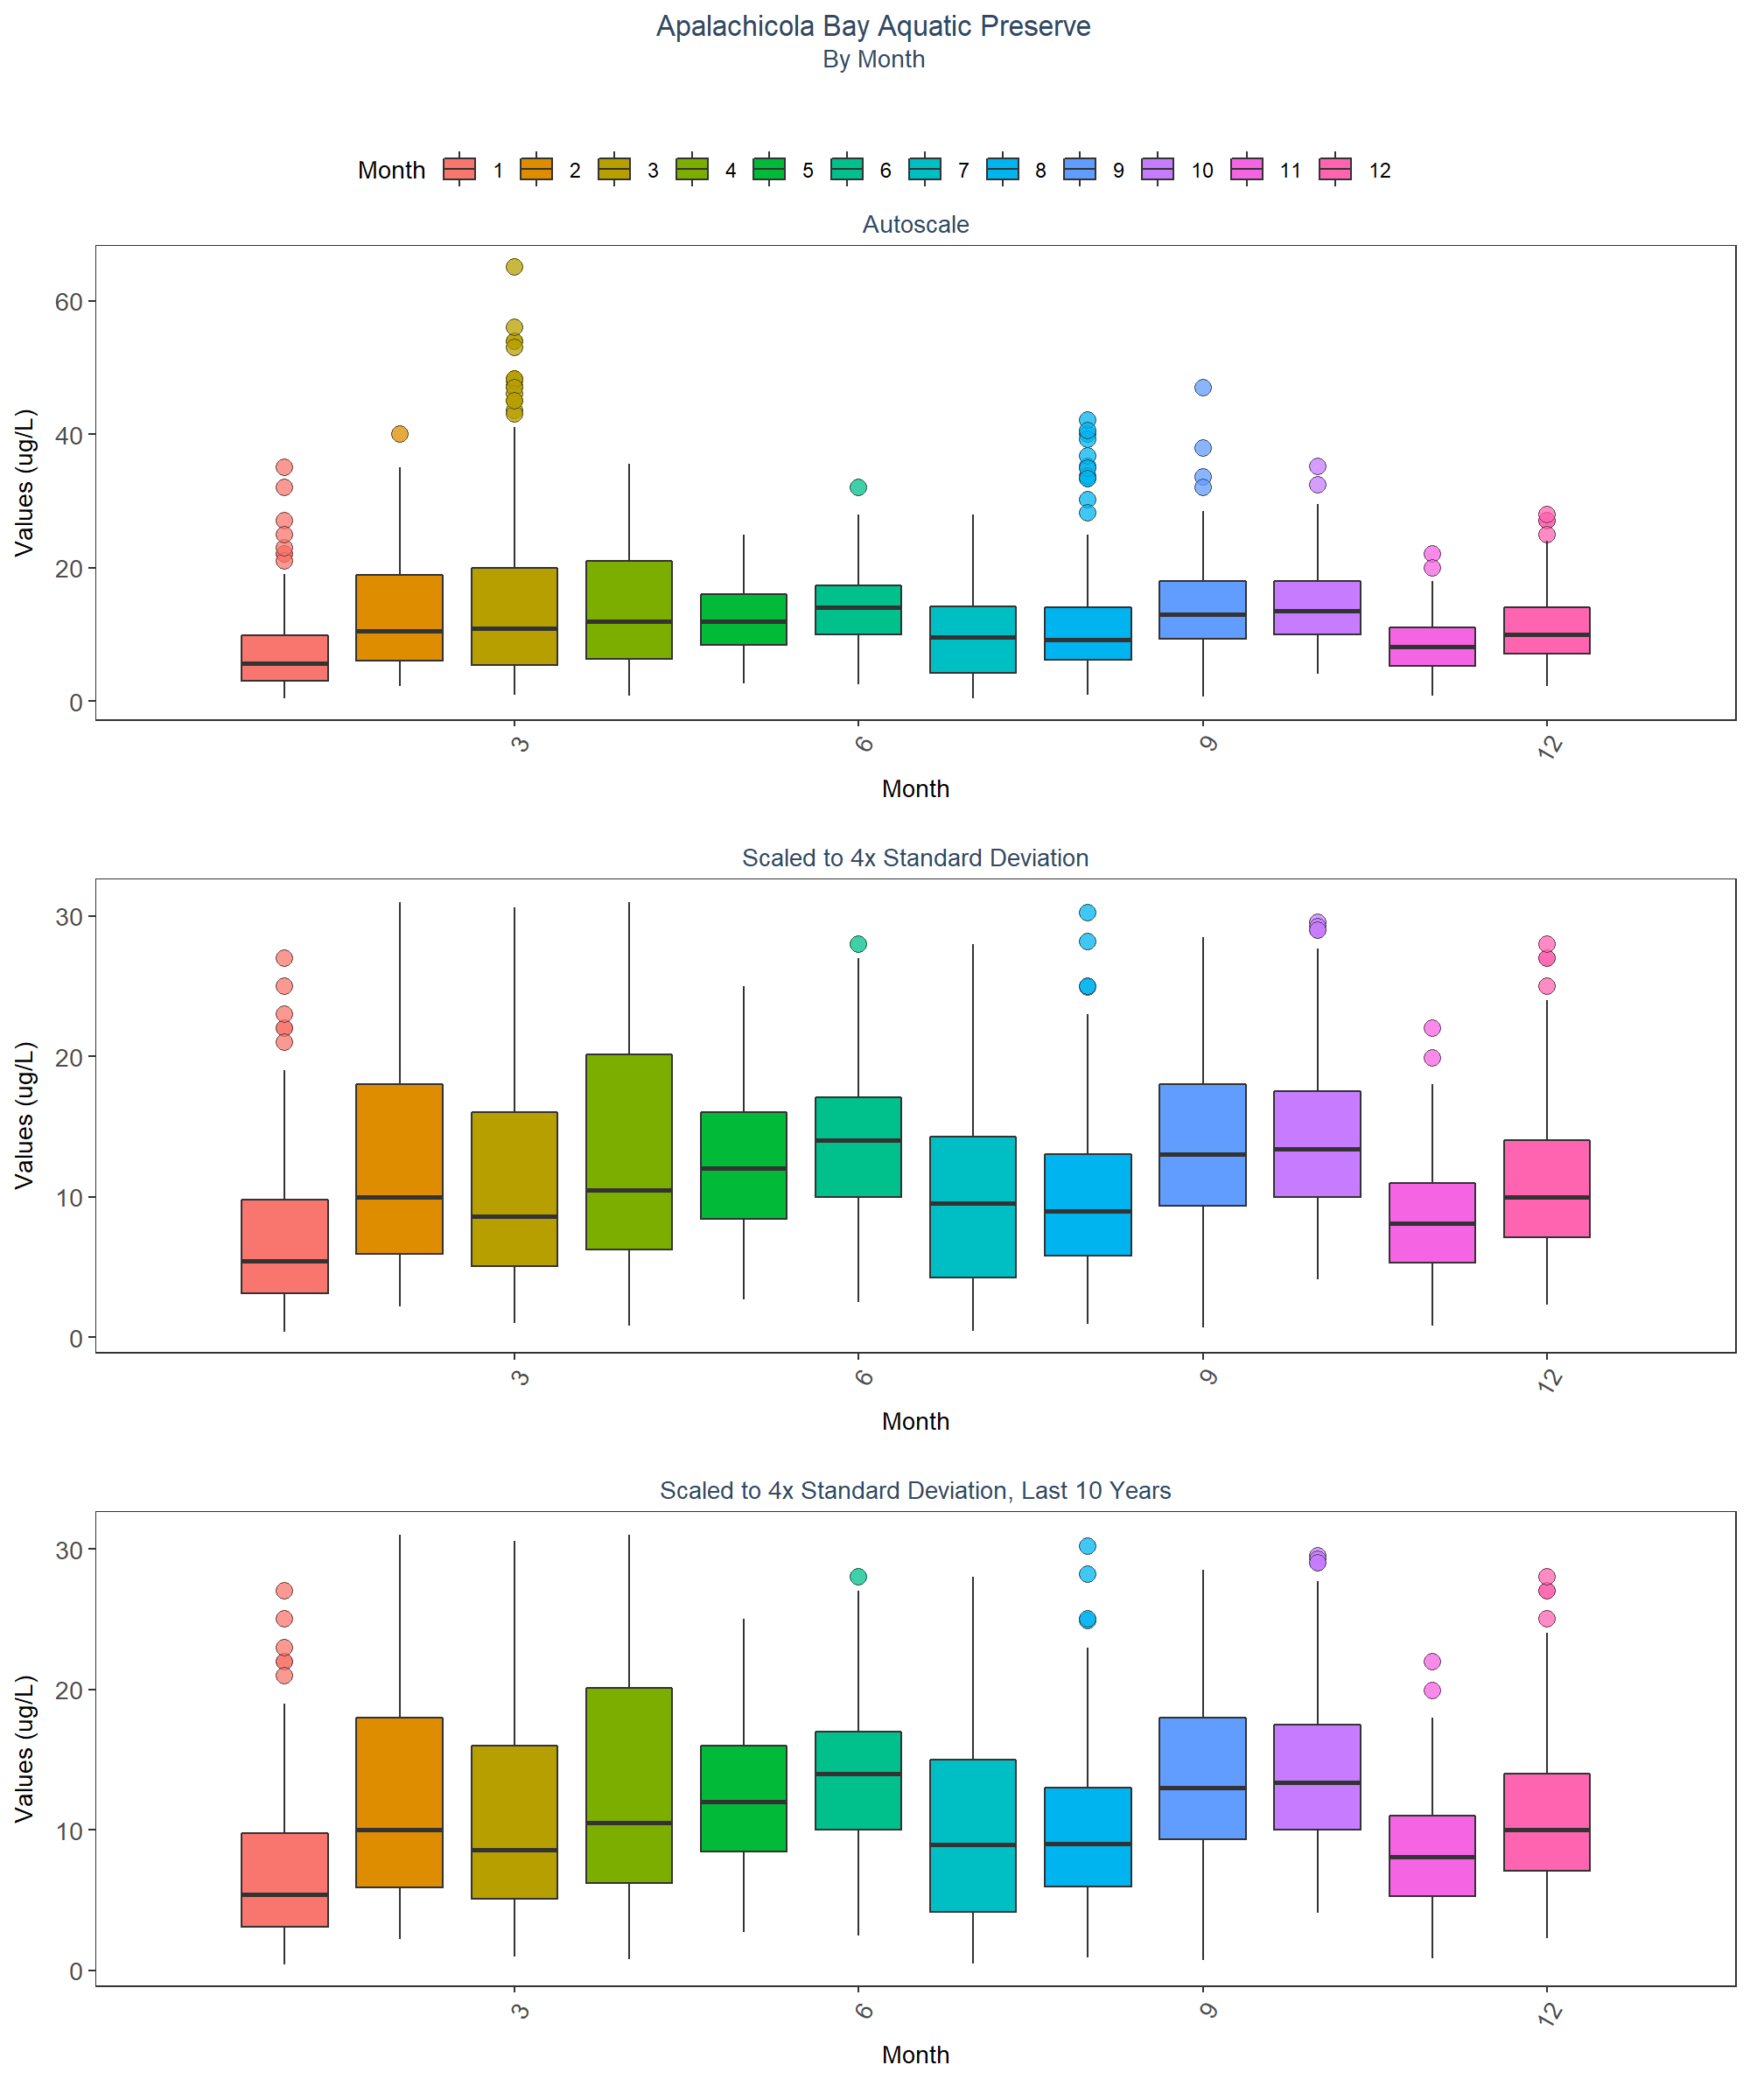 Apalachicola Bay Aquatic Preserve
By Month
Month 1 2 3 4 5 6 7 8 9 10 11 12
Autoscale
Values (ug/L)
60
40
20
0
3 6 9 12
Month
Scaled to 4x Standard Deviation
Values (ug/L)
30
20
10
0
3 6 9 12
Month
Scaled to 4x Standard Deviation, Last 10 Years
Values (ug/L)
30
20
10
0
3 6 9 12
Month